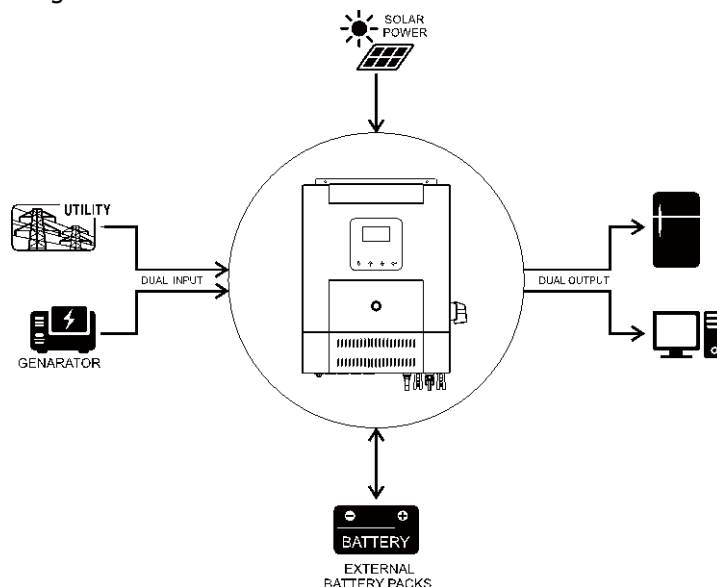 SOLAR
POWER
UTILITY
DUAL INPUT
DUAL OUTPUT
GENARATOR
BATTERY
EXTERNAL
BATTERY PACKS